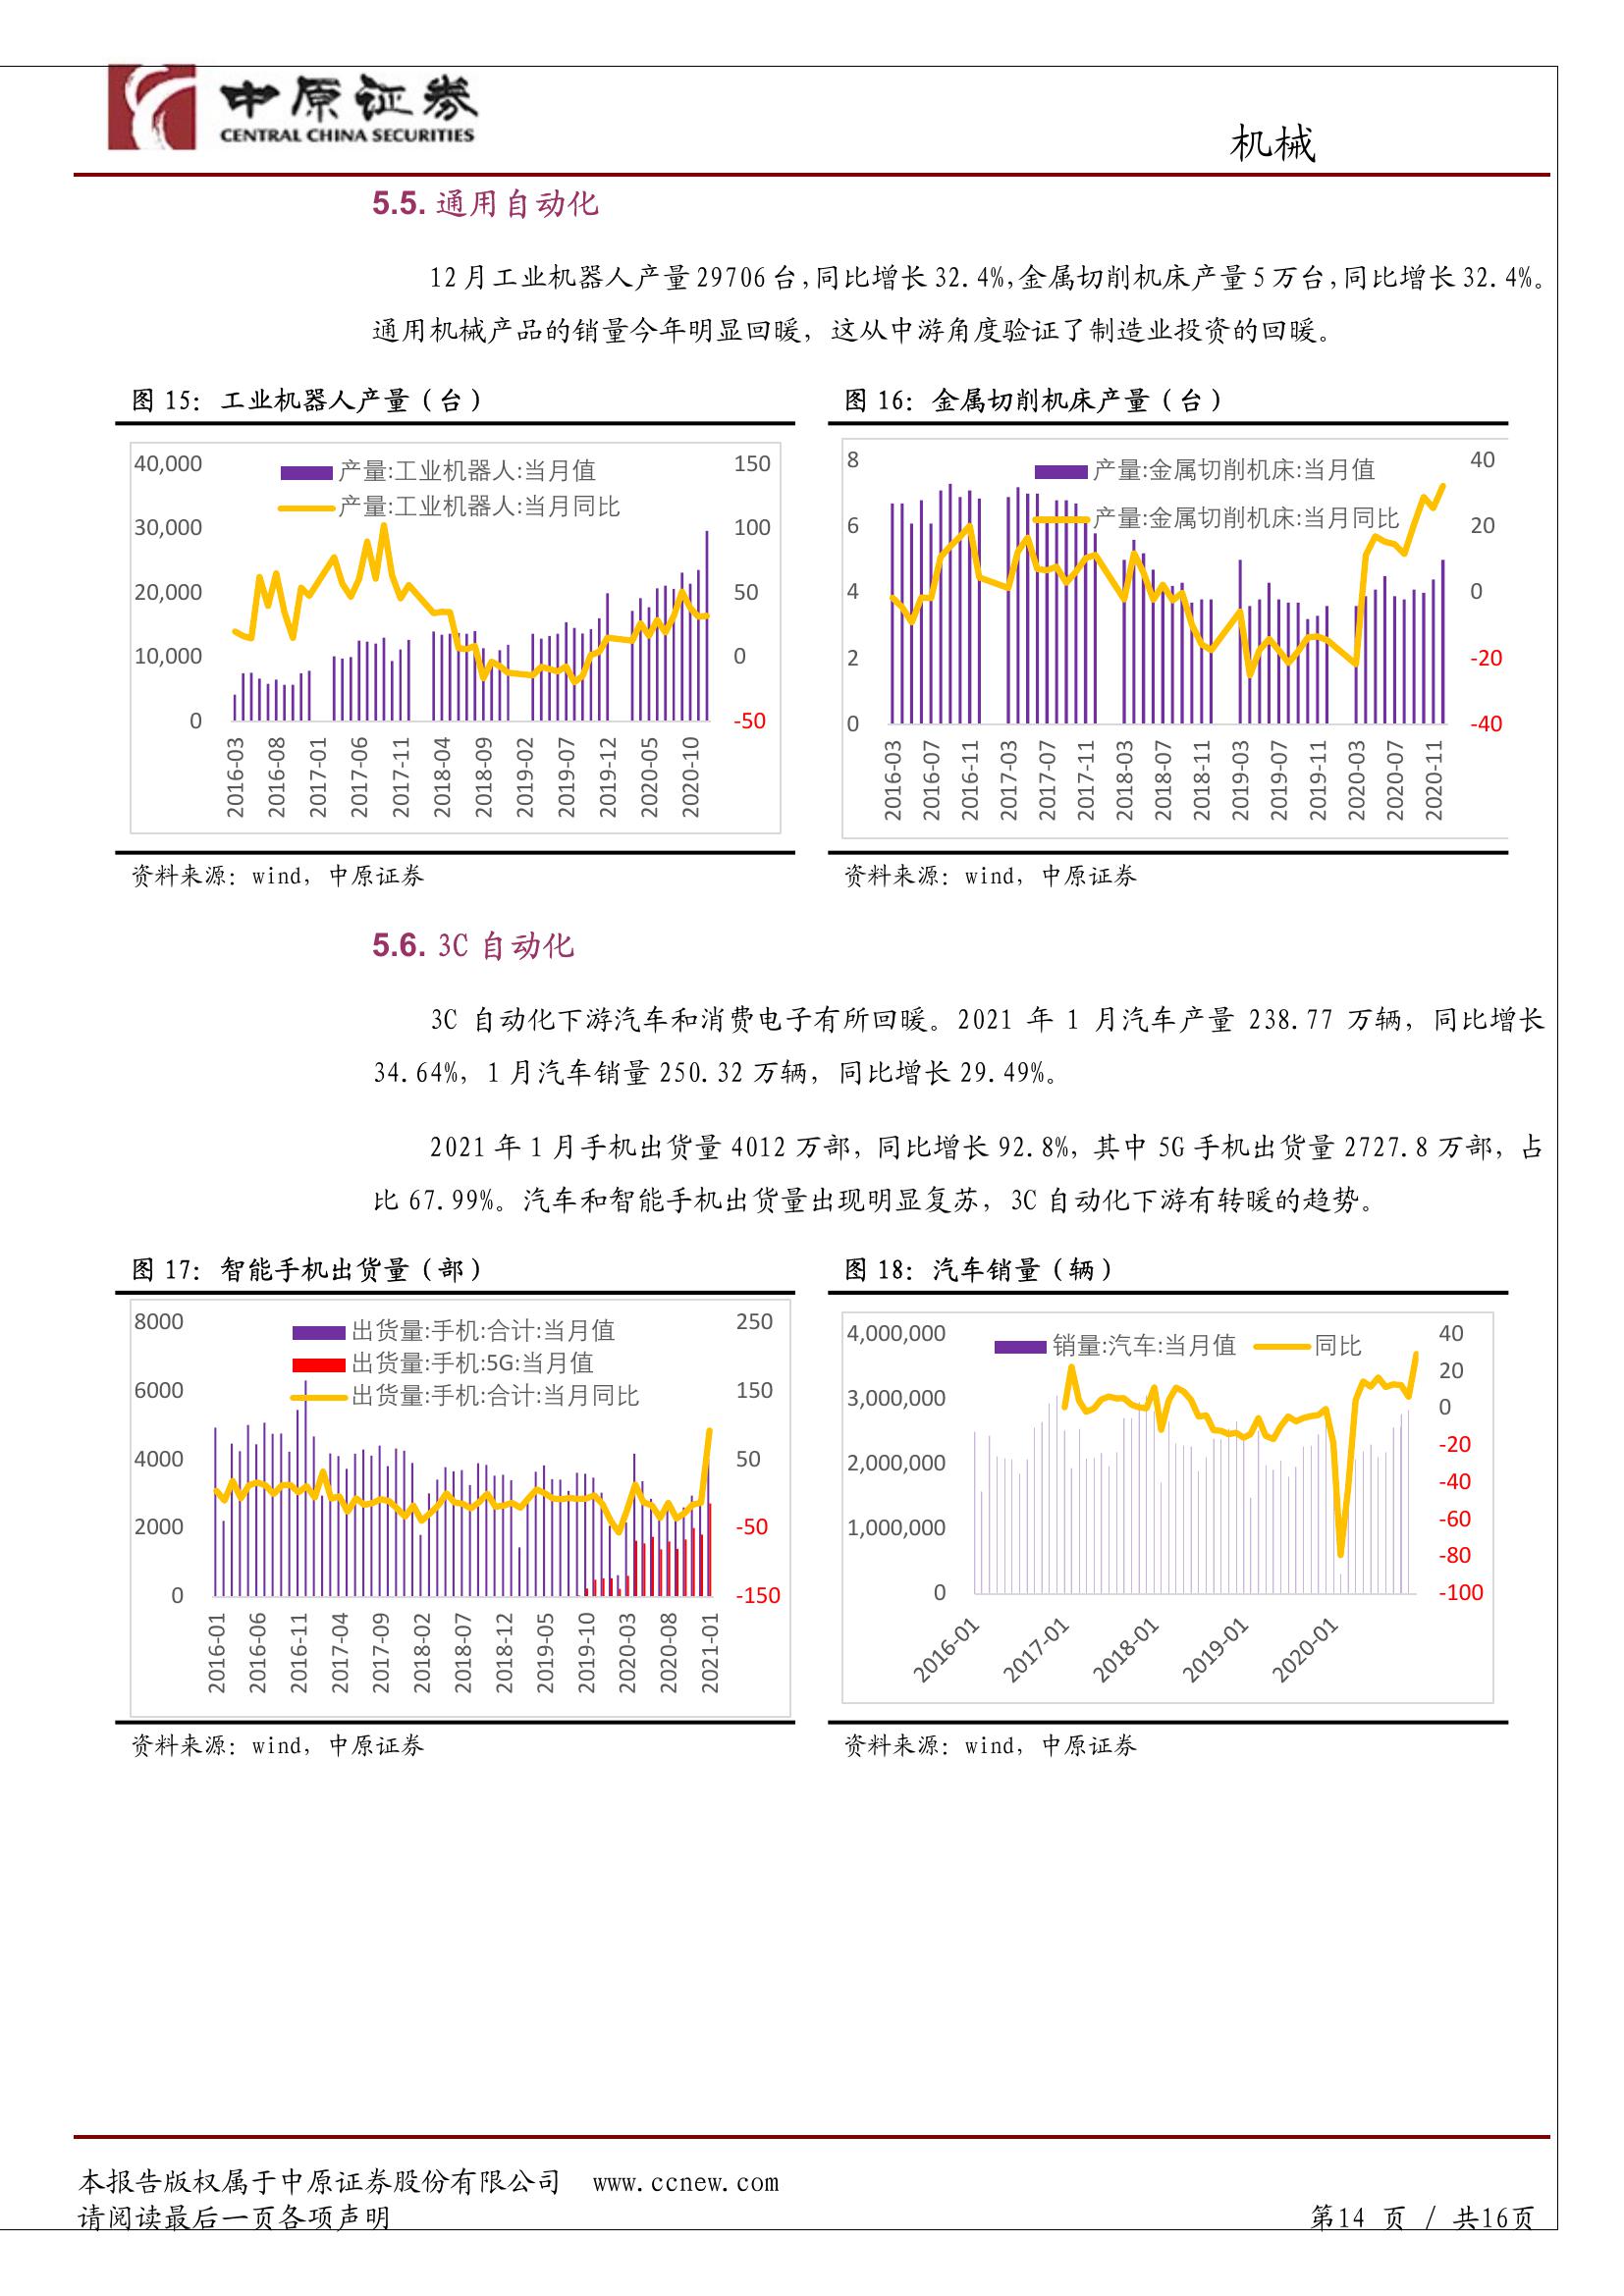 中原证券
CENTRAL CHINA SECURITIES
机械
5.5. 通用自动化
12月工业机器人产量29706台,同比增长32.4%,金属切削机床产量5万台,同比增长32.4%。
通用机械产品的销量今年明显回暖，这从中游角度验证了制造业投资的回暖。
图 15：工业机器人产量（台）
40,000
30,000
20,000
10,000
0
产量:工业机器人:当月值
产量:工业机器人:当月同比
150
100
50
0
-50
2016-03
2016-08
2017-01
2017-06
2017-11
2018-04
2018-09
2019-02
2019-07
2019-12
2020-05
2020-10
资料来源：wind，中原证券
图 16：金属切削机床产量（台）
8
6
4
2
0
产量:金属切削机床:当月值
产量:金属切削机床:当月同比
40
20
0
-20
-40
2016-03
2016-07
2016-11
2017-03
2017-07
2017-11
2018-03
2018-07
2018-11
2019-03
2019-07
2019-11
2020-03
2020-07
2020-11
资料来源：wind，中原证券
5.6. 3C 自动化
3C 自动化下游汽车和消费电子有所回暖。2021 年 1 月汽车产量 238.77 万辆，同比增长
34.64%，1 月汽车销量 250.32 万辆，同比增长 29.49%。
2021 年 1 月手机出货量 4012 万部，同比增长 92.8%，其中 5G 手机出货量 2727.8 万部，占
比 67.99%。汽车和智能手机出货量出现明显复苏，3C 自动化下游有转暖的趋势。
图 17：智能手机出货量（部）
8000
6000
4000
2000
0
出货量:手机:合计:当月值
出货量:手机:5G:当月值
出货量:手机:合计:当月同比
250
150
50
-50
-150
2016-01
2016-06
2016-11
2017-04
2017-09
2018-02
2018-07
2018-12
2019-05
2019-10
2020-03
2020-08
2021-01
资料来源：wind，中原证券
图 18：汽车销量（辆）
4,000,000
3,000,000
2,000,000
1,000,000
0
销量:汽车:当月值
同比
40
20
0
-20
-40
-60
-80
-100
2016-01
2017-01
2018-01
2019-01
2020-01
资料来源：wind，中原证券
本报告版权属于中原证券股份有限公司 www.ccnew.com
请阅读最后一页各项声明
第14 页 / 共16页